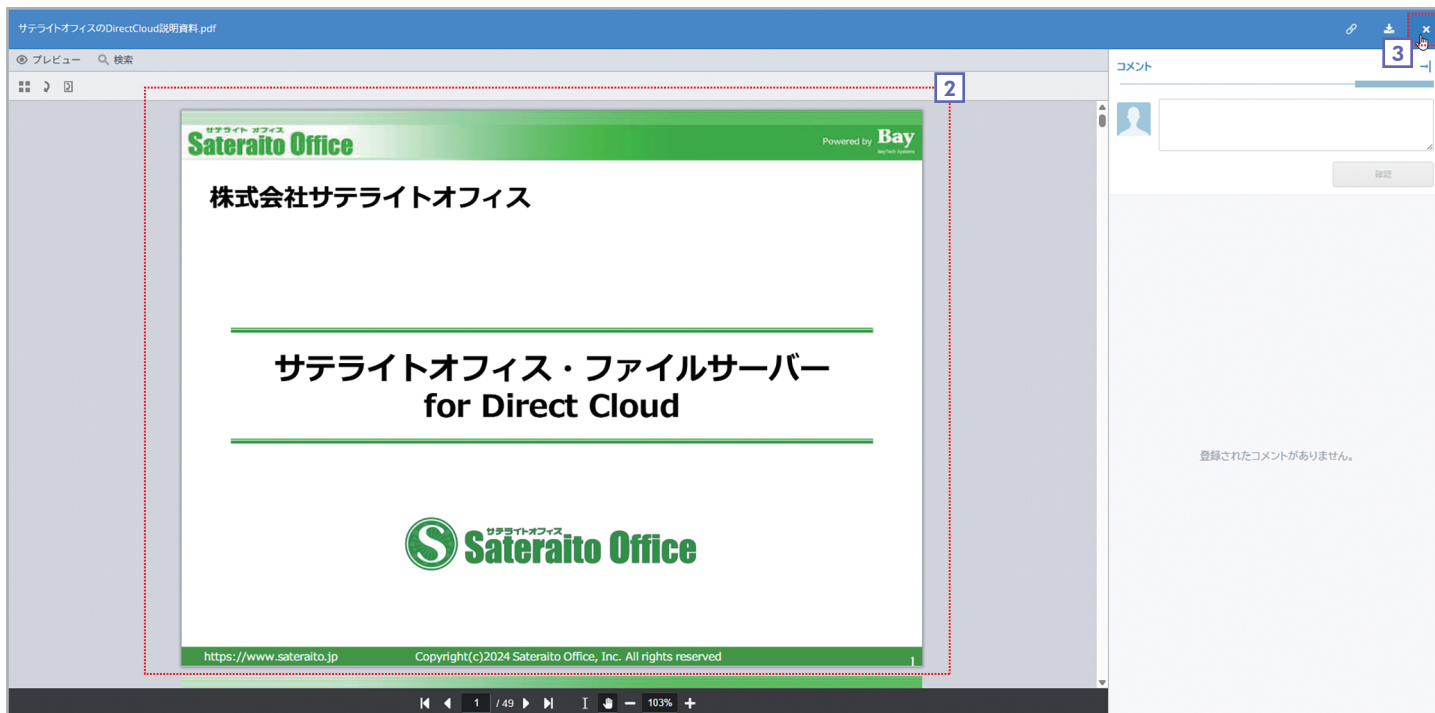 サテライトオフィスのDirectCloud説明資料.pdf
プレビュー 検索
3
コメント
2
サテライト オフィス
Sateraito Office
Powered by Bay
BayTech Systems
確認
株式会社サテライトオフィス
サテライトオフィス・ファイルサーバー
for Direct Cloud
登録されたコメントがありません。
サテライトオフィス
S Sateraito Office
https://www.sateraito.jp Copyright(c)2024 Sateraito Office, Inc. All rights reserved 1
1 / 49 103%